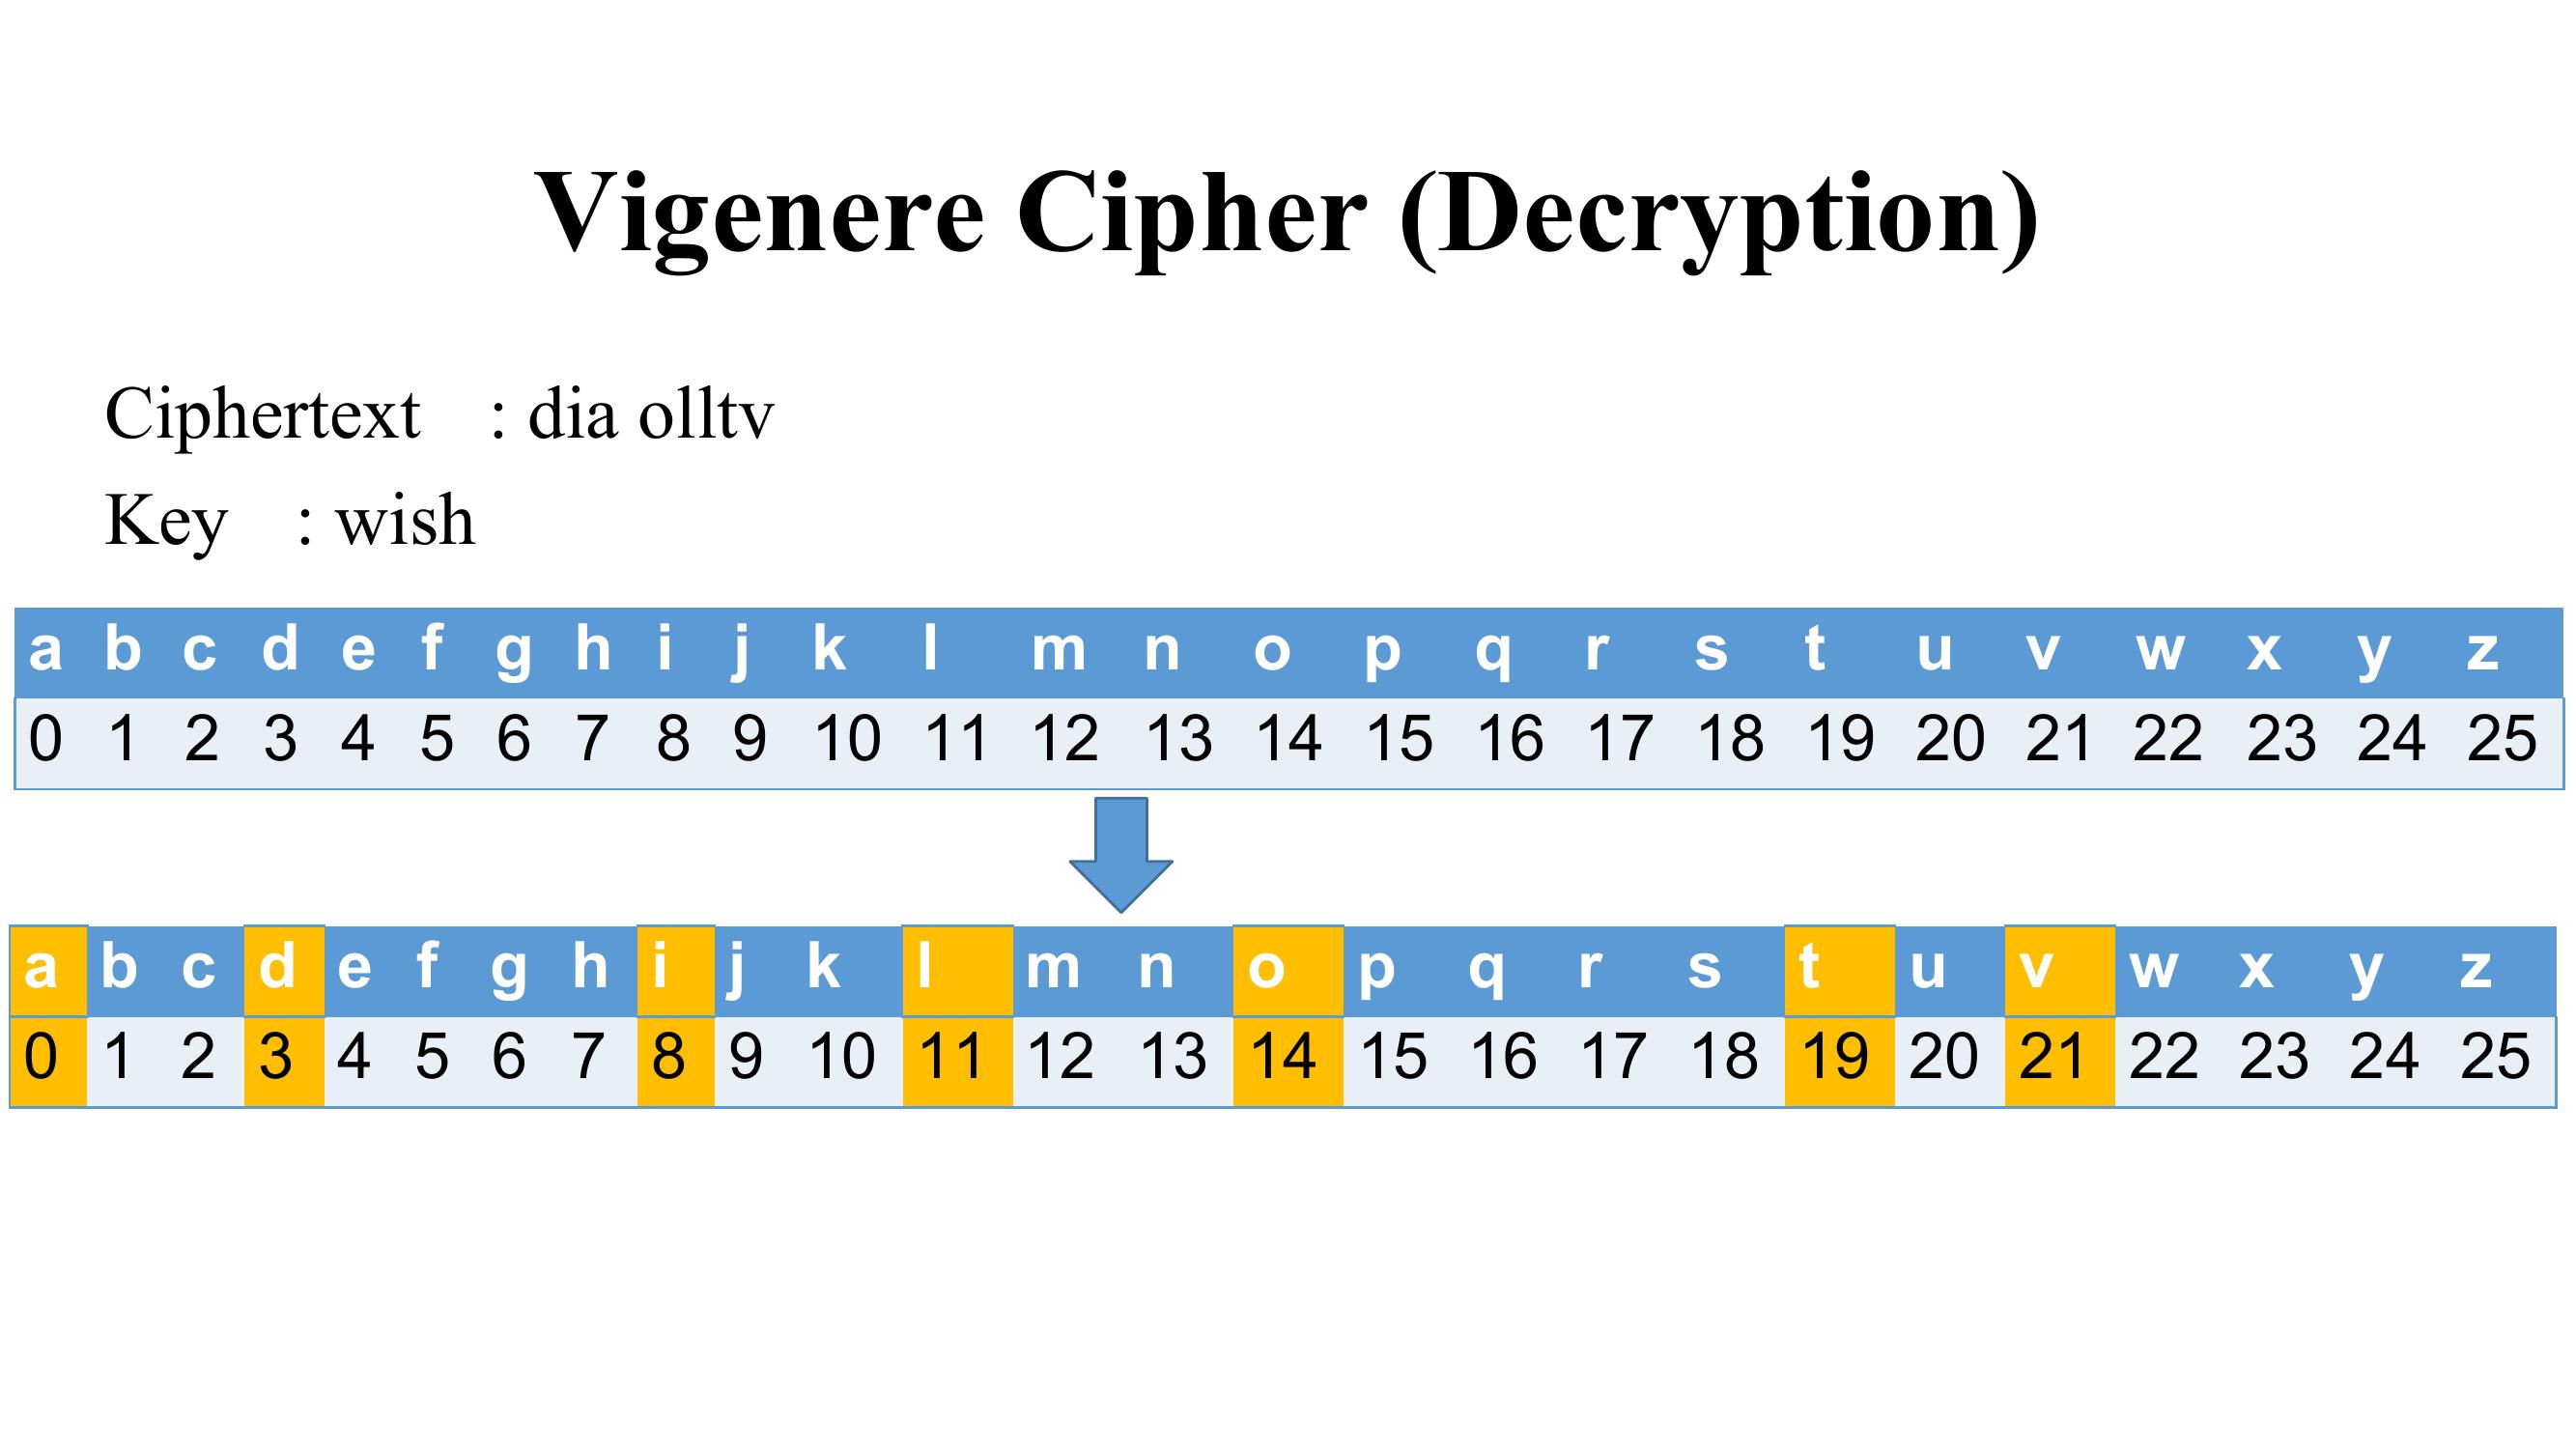 Vigenere Cipher (Decryption)
Ciphertext : dia olltv
Key : wish
a b c d e f g h i j k l m n o p q r s t u v w x y z
0 1 2 3 4 5 6 7 8 9 10 11 12 13 14 15 16 17 18 19 20 21 22 23 24 25
a b c d e f g h i j k l m n o p q r s t u v w x y z
0 1 2 3 4 5 6 7 8 9 10 11 12 13 14 15 16 17 18 19 20 21 22 23 24 25